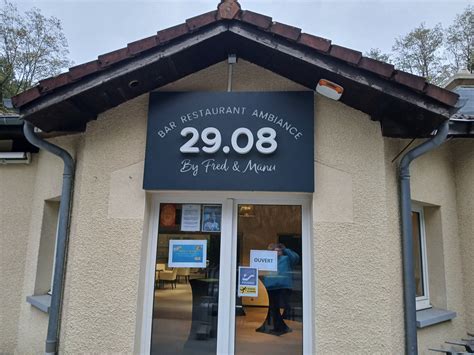 BAR RESTAURANT AMBIANCE
29.08
By Fred & Manu
OUVERT